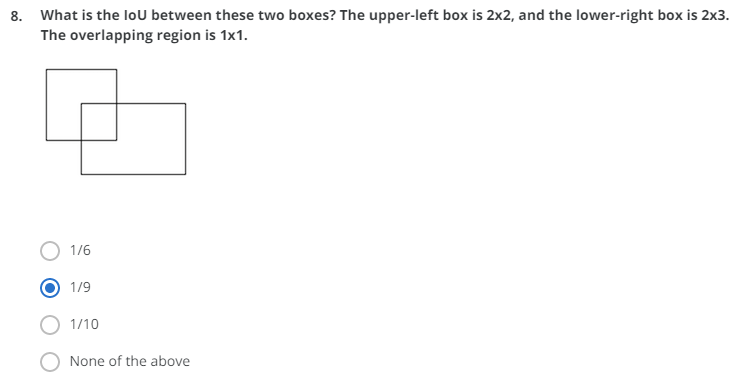 8. What is the IoU between these two boxes? The upper-left box is 2x2, and the lower-right box is 2x3.
The overlapping region is 1x1.
1/6
1/9
1/10
None of the above